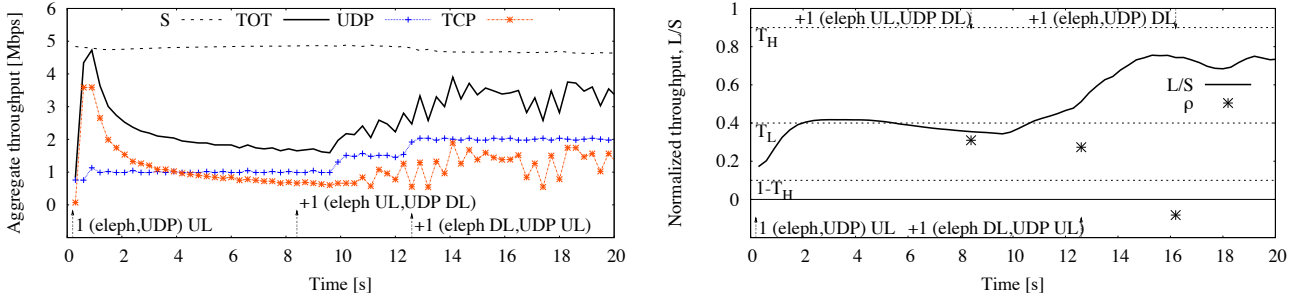 S TOT UDP TCP
Aggregate throughput [Mbps]
6
5
4
3
2
1
0
1 (eleph,UDP) UL
+1 (eleph UL,UDP DL)
+1 (eleph DL,UDP UL)
0 2 4 6 8 10 12 14 16 18 20
Time [s]
Normalized throughput, L/S
1
0.8
0.6
0.4
0.2
0
+1 (eleph UL,UDP DL)
+1 (eleph,UDP) DL
T_H
L/S
ρ
T_L
1-T_H
1 (eleph,UDP) UL
+1 (eleph DL,UDP UL)
0 2 4 6 8 10 12 14 16 18 20
Time [s]